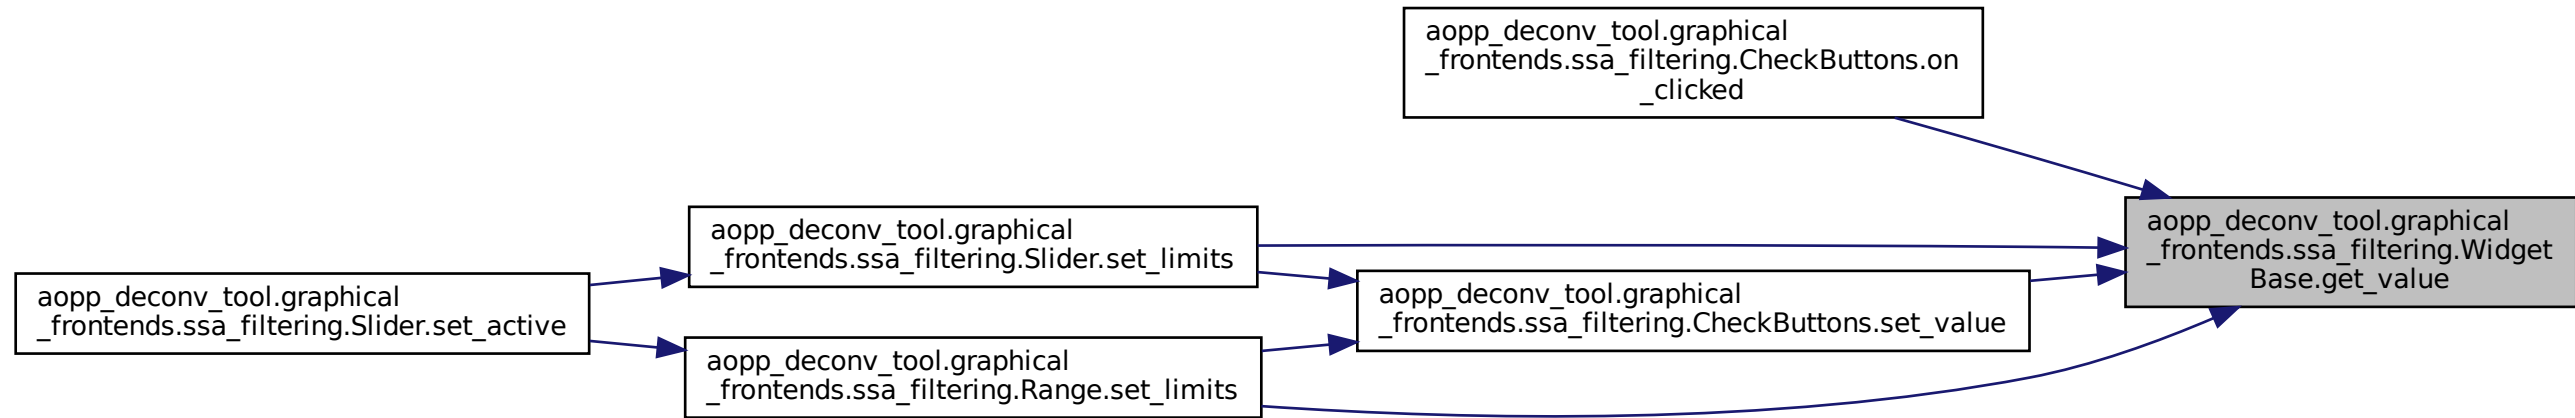 aopp_deconv_tool.graphical
_frontends.ssa_filtering.CheckButtons.on
_clicked
aopp_deconv_tool.graphical
_frontends.ssa_filtering.Widget
Base.get_value
aopp_deconv_tool.graphical
_frontends.ssa_filtering.Slider.set_limits
aopp_deconv_tool.graphical
_frontends.ssa_filtering.Slider.set_active
aopp_deconv_tool.graphical
_frontends.ssa_filtering.CheckButtons.set_value
aopp_deconv_tool.graphical
_frontends.ssa_filtering.Range.set_limits